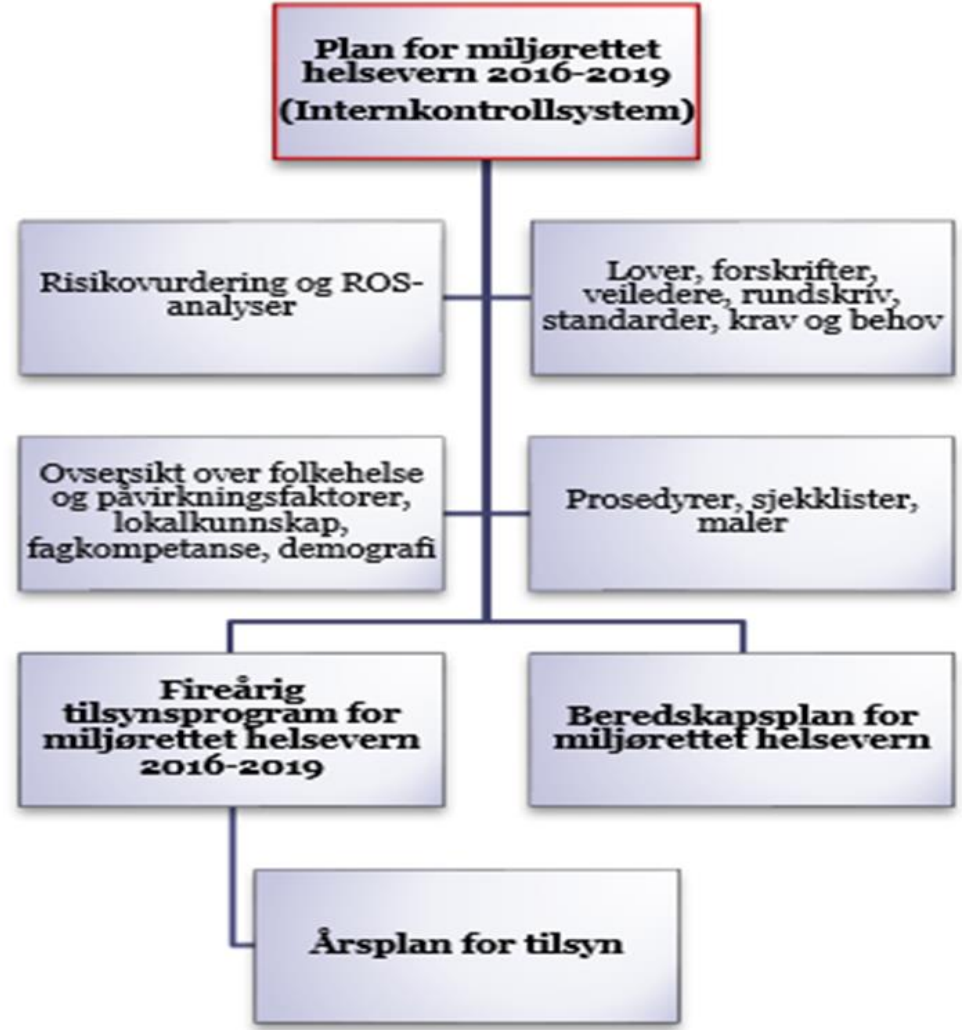 Plan for miljørettet
helsevern 2016-2019
(Internkontrollsystem)
Risikovurdering og ROS-
analyser
Lover, forskrifter,
veiledere, rundskriv,
standarder, krav og behov
Ovsersikt over folkehelse
og påvirkningsfaktorer,
lokalkunnskap,
fagkompetanse, demografi
Prosedyrer, sjekklister,
maler
Fireårig
tilsynsprogram for
miljørettet helsevern
2016-2019
Beredskapsplan for
miljørettet helsevern
Årsplan for tilsyn